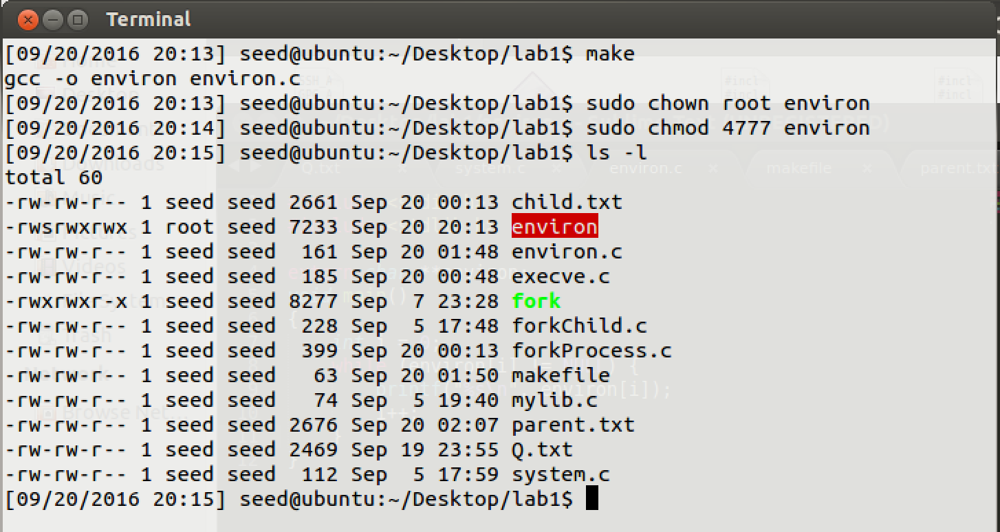 Terminal
[09/20/2016 20:13] seed@ubuntu:~/Desktop/lab1$ make
gcc -o environ environ.c
[09/20/2016 20:13] seed@ubuntu:~/Desktop/lab1$ sudo chown root environ
[09/20/2016 20:14] seed@ubuntu:~/Desktop/lab1$ sudo chmod 4777 environ
[09/20/2016 20:15] seed@ubuntu:~/Desktop/lab1$ ls -l
total 60
-rw-rw-r-- 1 seed seed 2661 Sep 20 00:13 child.txt
-rwsrwxrwx 1 root seed 7233 Sep 20 20:13 environ
-rw-rw-r-- 1 seed seed  161 Sep 20 01:48 environ.c
-rw-rw-r-- 1 seed seed  185 Sep 20 00:48 execve.c
-rwxrwxr-x 1 seed seed 8277 Sep  7 23:28 fork
-rw-rw-r-- 1 seed seed  228 Sep  5 17:48 forkChild.c
-rw-rw-r-- 1 seed seed  399 Sep 20 00:13 forkProcess.c
-rw-rw-r-- 1 seed seed   63 Sep 20 01:50 makefile
-rw-rw-r-- 1 seed seed   74 Sep  5 19:40 mylib.c
-rw-rw-r-- 1 seed seed 2676 Sep 20 02:07 parent.txt
-rw-rw-r-- 1 seed seed 2469 Sep 19 23:55 Q.txt
-rw-rw-r-- 1 seed seed  112 Sep  5 17:59 system.c
[09/20/2016 20:15] seed@ubuntu:~/Desktop/lab1$